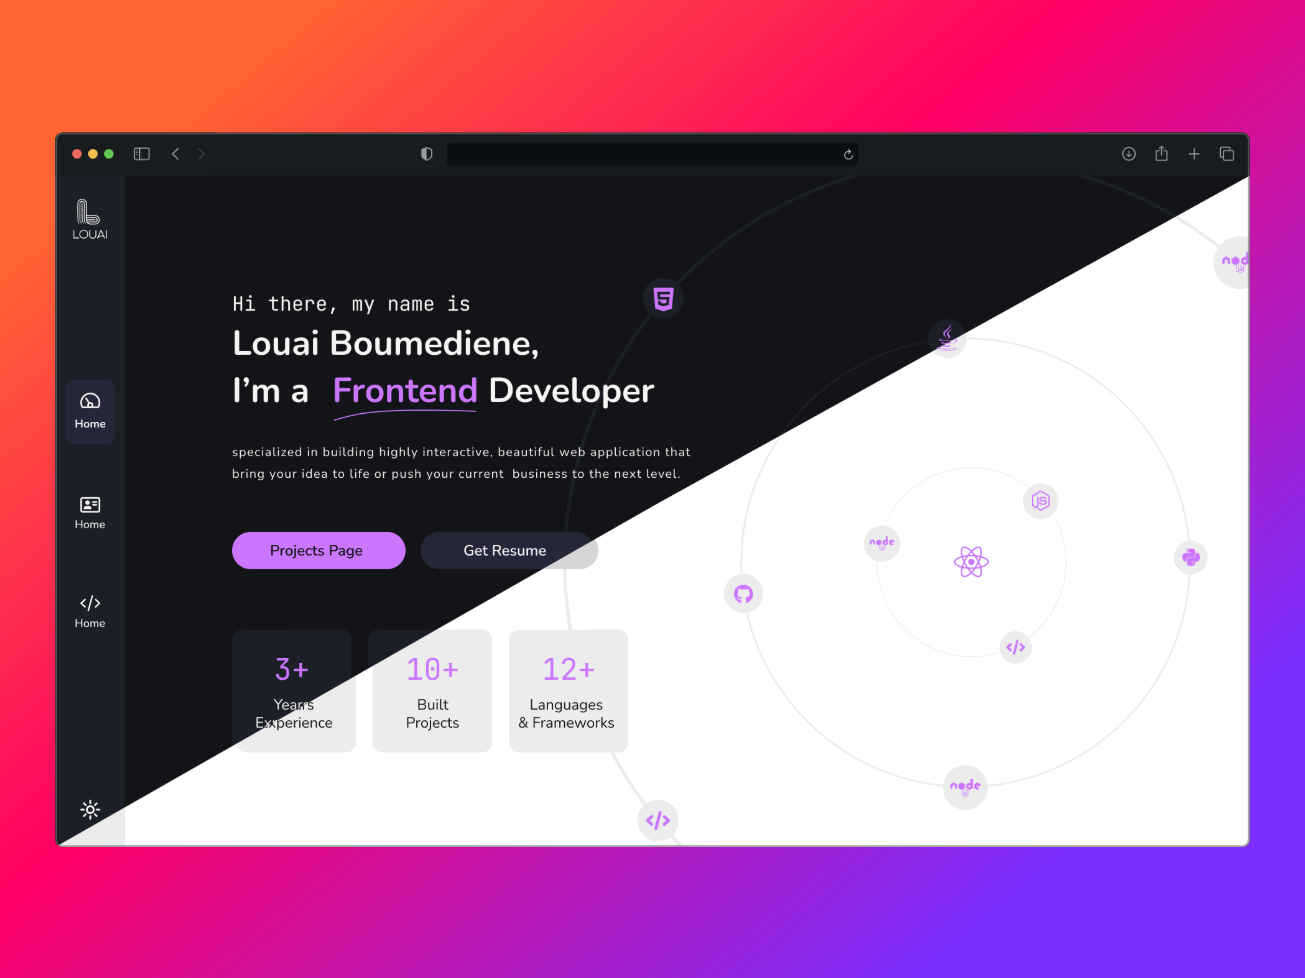 LOUAI
Home
Home
Home
Hi there, my name is
Louai Boumediene,
I'm a Frontend Developer
specialized in building highly interactive, beautiful web application that
bring your idea to life or push your current business to the next level.
Projects Page
Get Resume
3+
Years
Experience
10+
Built
Projects
12+
Languages
& Frameworks
node
JS
node
node